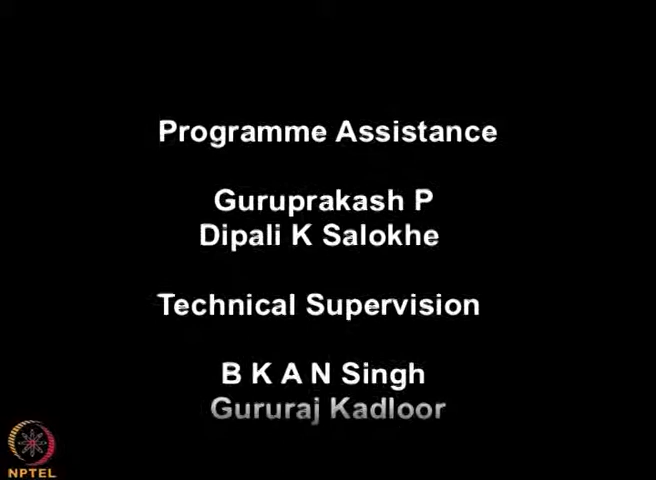 Programme Assistance
Guruprakash P
Dipali K Salokhe
Technical Supervision
B K A N Singh
Gururaj Kadloor
NPTEL